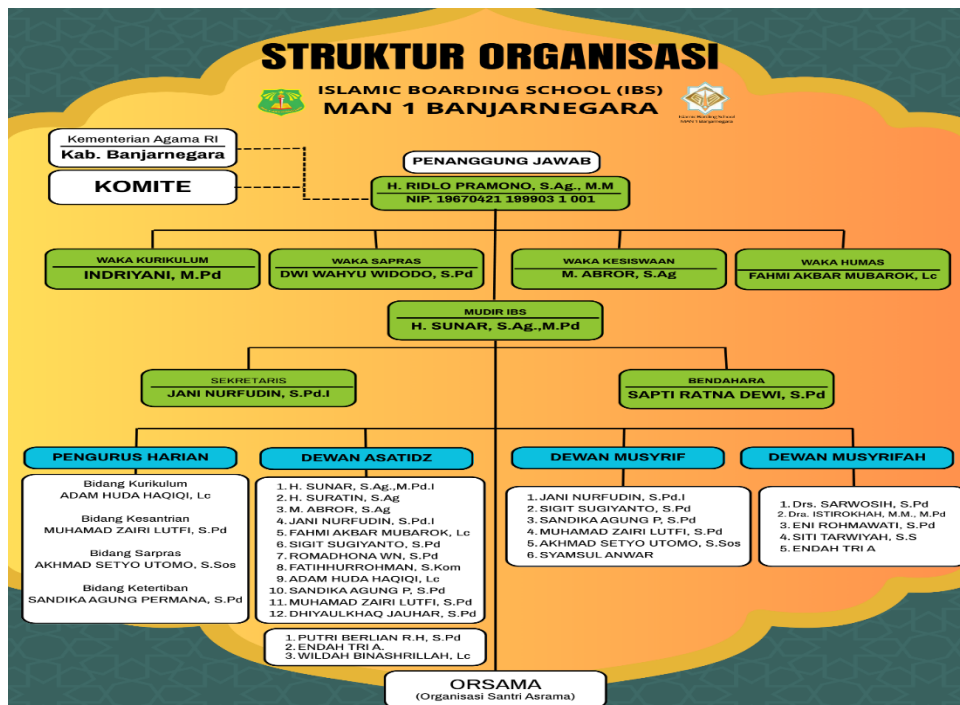 STRUKTUR ORGANISASI
ISLAMIC BOARDING SCHOOL (IBS)
MAN 1 BANJARNEGARA
Islamic Boarding School
MAN 1 Banjarnegara
Kementerian Agama RI
Kab. Banjarnegara
KOMITE
PENANGGUNG JAWAB
H. RIDLO PRAMONO, S.Ag., M.M
NIP. 19670421 199903 1 001
WAKA KURIKULUM
INDRIYANI, M.Pd
WAKA SAPRAS
DWI WAHYU WIDODO, S.Pd
WAKA KESISWAAN
M. ABROR, S.Ag
WAKA HUMAS
FAHMI AKBAR MUBAROK, Lc
MUDIR IBS
H. SUNAR, S.Ag.,M.Pd
SEKRETARIS
JANI NURFUDIN, S.Pd.I
BENDAHARA
SAPTI RATNA DEWI, S.Pd
PENGURUS HARIAN
Bidang Kurikulum
ADAM HUDA HAQIQI, Lc
Bidang Kesantrian
MUHAMAD ZAIRI LUTFI, S.Pd
Bidang Sarpras
AKHMAD SETYO UTOMO, S.Sos
Bidang Ketertiban
SANDIKA AGUNG PERMANA, S.Pd
DEWAN ASATIDZ
1. H. SUNAR, S.Ag.,M.Pd.I
2. H. SURATIN, S.Ag
3. M. ABROR, S.Ag
4. JANI NURFUDIN, S.Pd.I
5. FAHMI AKBAR MUBAROK, Lc
6. SIGIT SUGIYANTO, S.Pd
7. ROMADHONA WN, S.Pd
8. FATIHHURROHMAN, S.Kom
9. ADAM HUDA HAQIQI, Lc
10. SANDIKA AGUNG P, S.Pd
11. MUHAMAD ZAIRI LUTFI, S.Pd
12. DHIYAULKHAQ JAUHAR, S.Pd
1. PUTRI BERLIAN R.H, S.Pd
2. ENDAH TRI A.
3. WILDAH BINASHRILLAH, Lc
DEWAN MUSYRIF
1. JANI NURFUDIN, S.Pd.I
2. SIGIT SUGIYANTO, S.Pd
3. SANDIKA AGUNG P, S.Pd
4. MUHAMAD ZAIRI LUTFI, S.Pd
5. AKHMAD SETYO UTOMO, S.Sos
6. SYAMSUL ANWAR
DEWAN MUSYRIFAH
1. Drs. SARWOSIH, S.Pd
2. Dra. ISTIROKHAH, M.M., M.Pd
3. ENI ROHMAWATI, S.Pd
4. SITI TARWIYAH, S.S
5. ENDAH TRI A
ORSAMA
(Organisasi Santri Asrama)